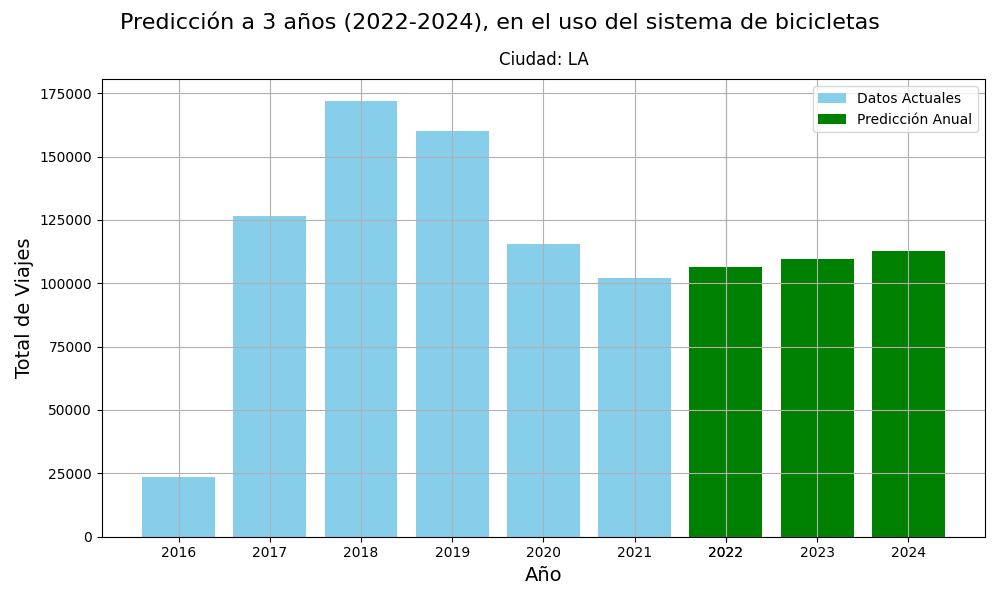 Predicción a 3 años (2022-2024), en el uso del sistema de bicicletas
Ciudad: LA
Datos Actuales
Predicción Anual
Total de Viajes
175000
150000
125000
100000
75000
50000
25000
0
2016 2017 2018 2019 2020 2021 2022 2023 2024
Año